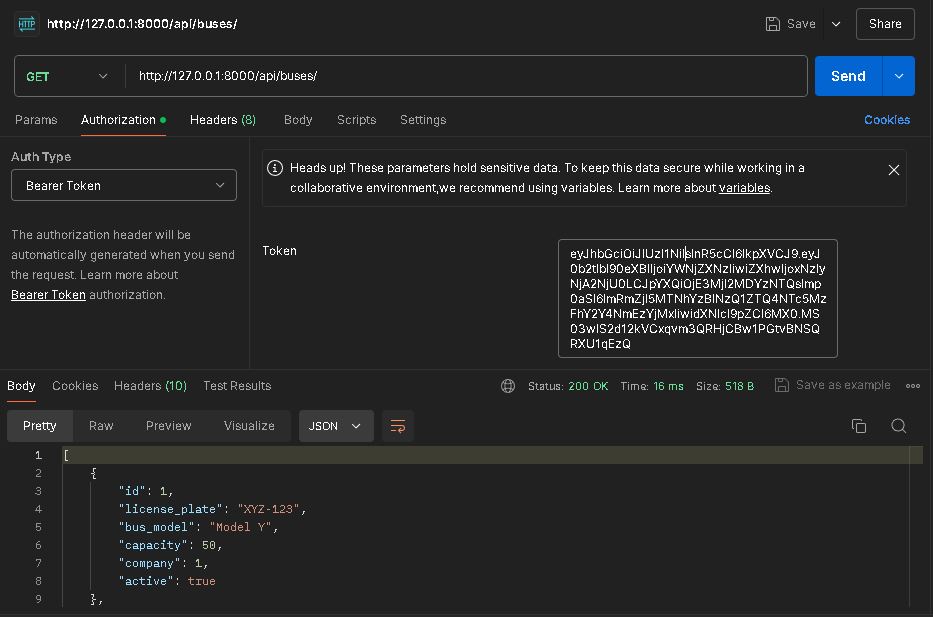 HTTP http://127.0.0.1:8000/api/buses/ Save Share
GET http://127.0.0.1:8000/api/buses/ Send
Params Authorization Headers (8) Body Scripts Settings Cookies
Auth Type
Bearer Token
The authorization header will be
automatically generated when you send
the request. Learn more about
Bearer Token authorization.
Heads up! These parameters hold sensitive data. To keep this data secure while working in a
collaborative environment,we recommend using variables. Learn more about variables.
Token
Body Cookies Headers (10) Test Results Status: 200 OK Time: 16 ms Size: 518 B Save as example
Pretty Raw Preview Visualize JSON
1 [
2 {
3 "id": 1,
4 "license_plate": "XYZ-123",
5 "bus_model": "Model Y",
6 "capacity": 50,
7 "company": 1,
8 "active": true
9 },